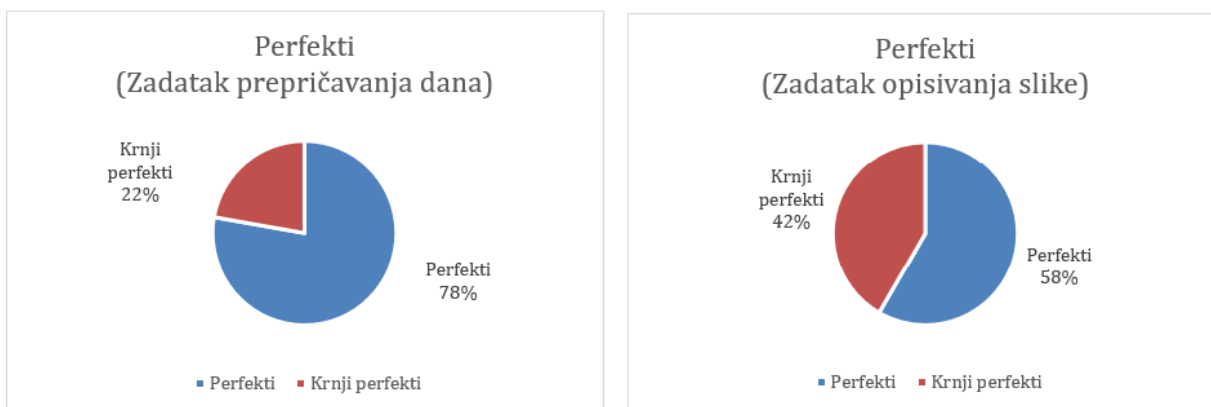 Perfekti
(Zadatak prepričavanja dana)
Krnji
perfekti
22%
Perfekti
78%
Perfekti Krnji perfekti
Perfekti
(Zadatak opisivanja slike)
Krnji
perfekti
42%
Perfekti
58%
Perfekti Krnji perfekti